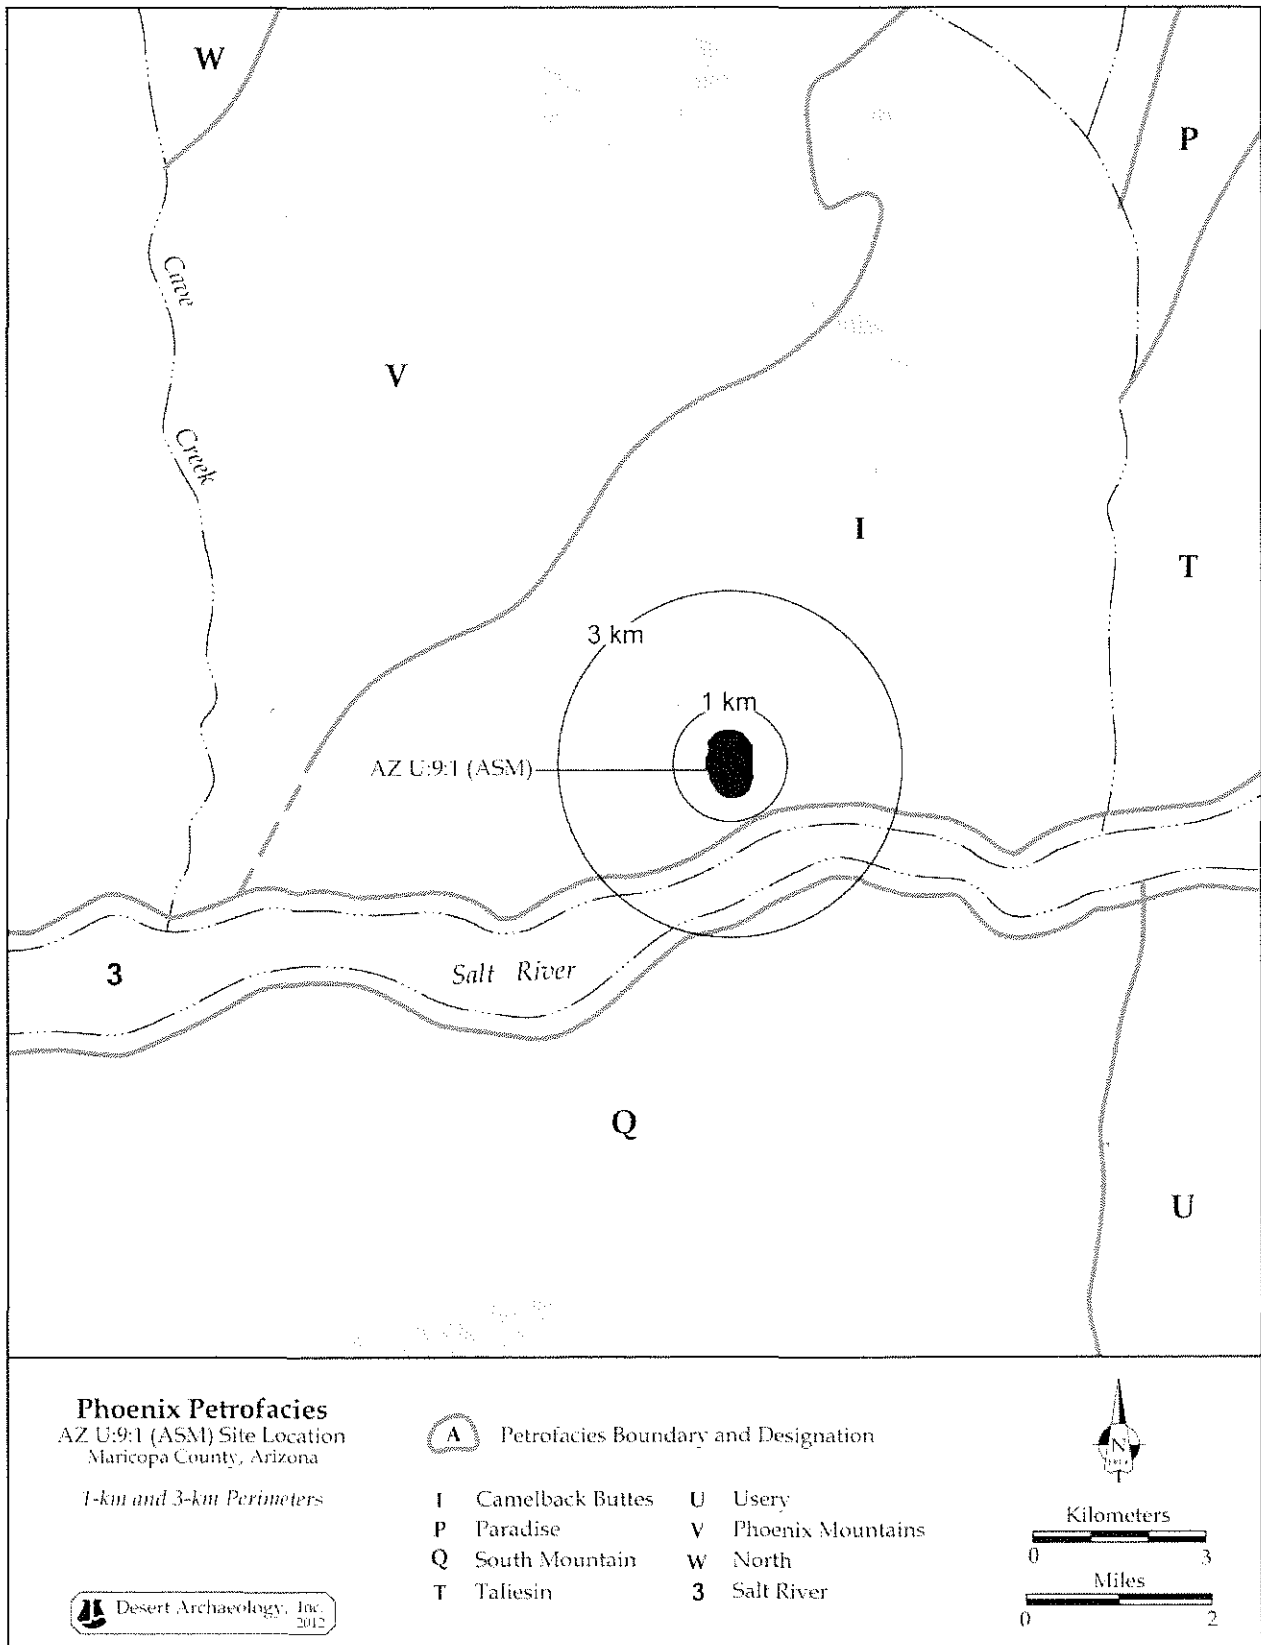 W
P
Cave
V
Creek
I
T
3 km
1 km
AZ U:9:1 (ASM)
3
Salt River
Q
U
Phoenix Petrofacies
AZ U:9:1 (ASM) Site Location
Maricopa County, Arizona
1-km and 3-km Perimeters
A Petrofacies Boundary and Designation
I Camelback Buttes
P Paradise
Q South Mountain
T Taliesin
U Usery
V Phoenix Mountains
W North
3 Salt River
N
Kilometers
0 3
Miles
0 2
Desert Archaeology, Inc.
2012